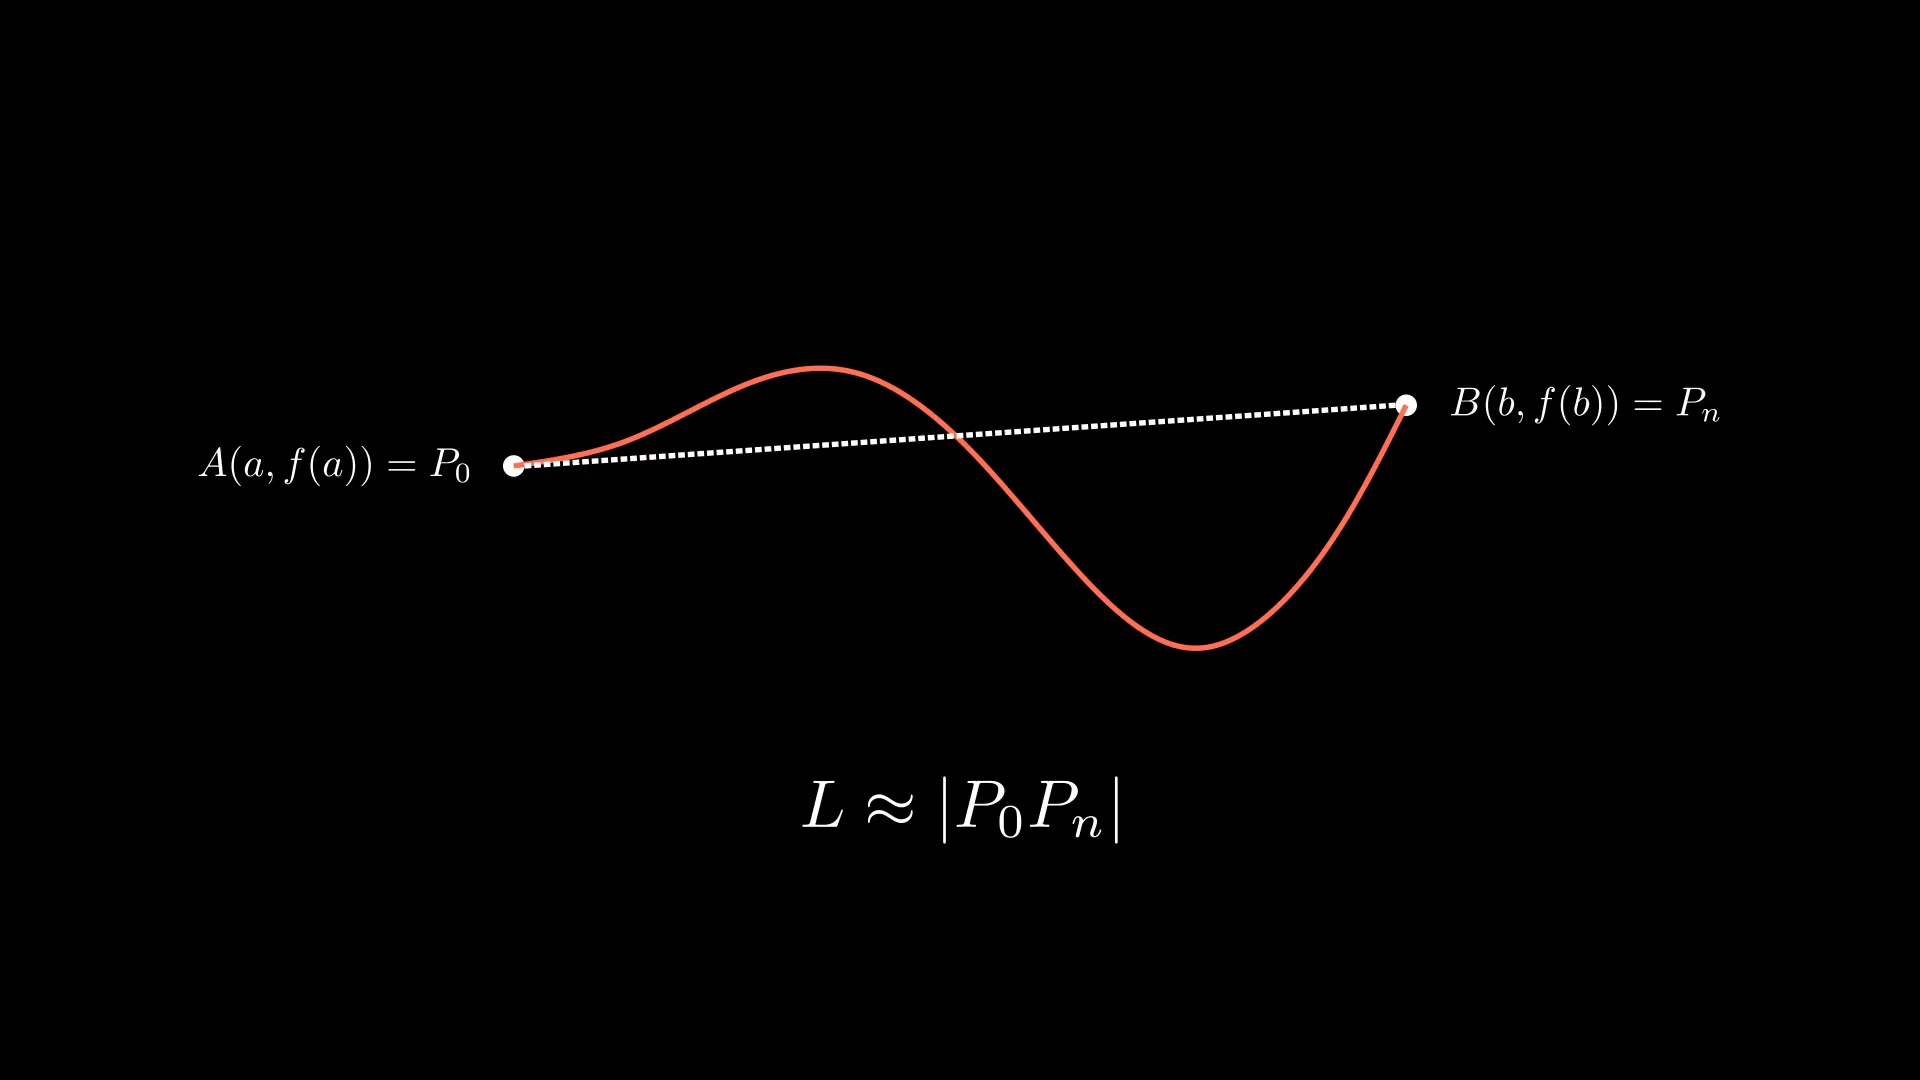 B(b, f(b)) = Pₙ
A(a, f(a)) = P₀
L ≈ |P₀Pₙ|